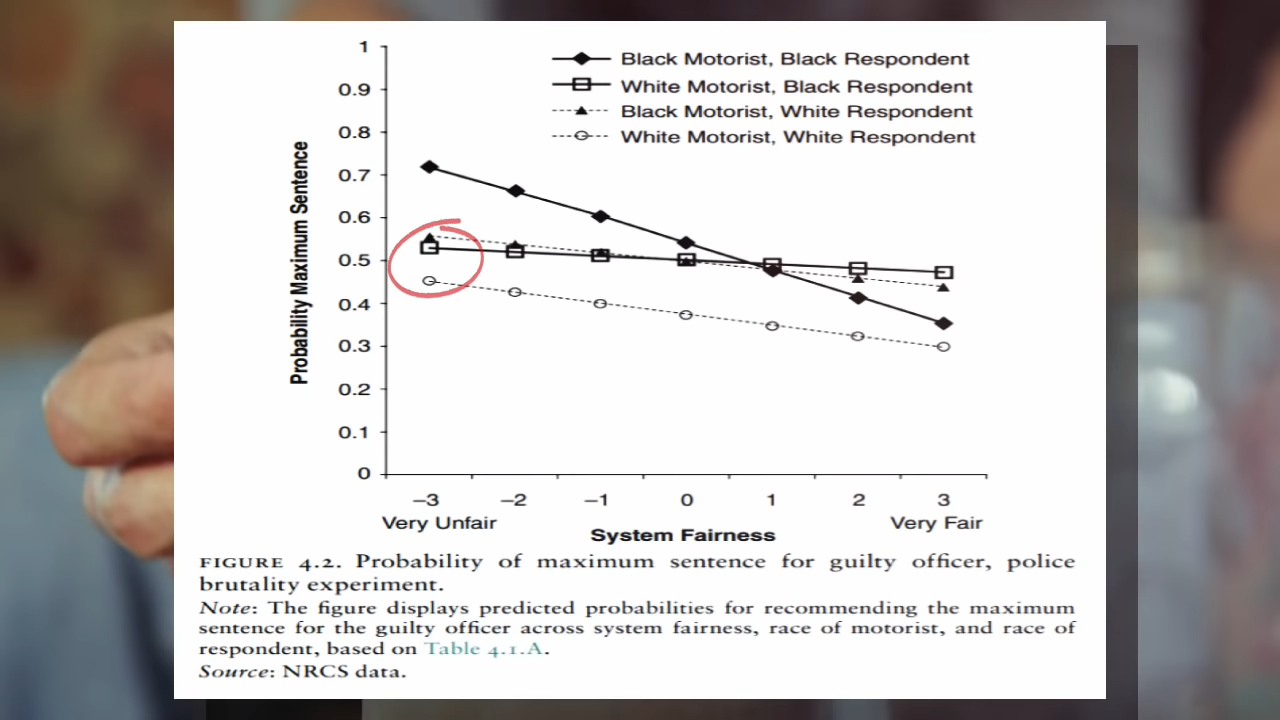 1
0.9
0.8
0.7
0.6
0.5
0.4
0.3
0.2
0.1
0
Probability Maximum Sentence
Black Motorist, Black Respondent
White Motorist, Black Respondent
Black Motorist, White Respondent
White Motorist, White Respondent
−3 −2 −1 0 1 2 3
Very Unfair Very Fair
System Fairness
FIGURE 4.2. Probability of maximum sentence for guilty officer, police
brutality experiment.
Note: The figure displays predicted probabilities for recommending the maximum
sentence for the guilty officer across system fairness, race of motorist, and race of
respondent, based on Table 4.1.A.
Source: NRCS data.